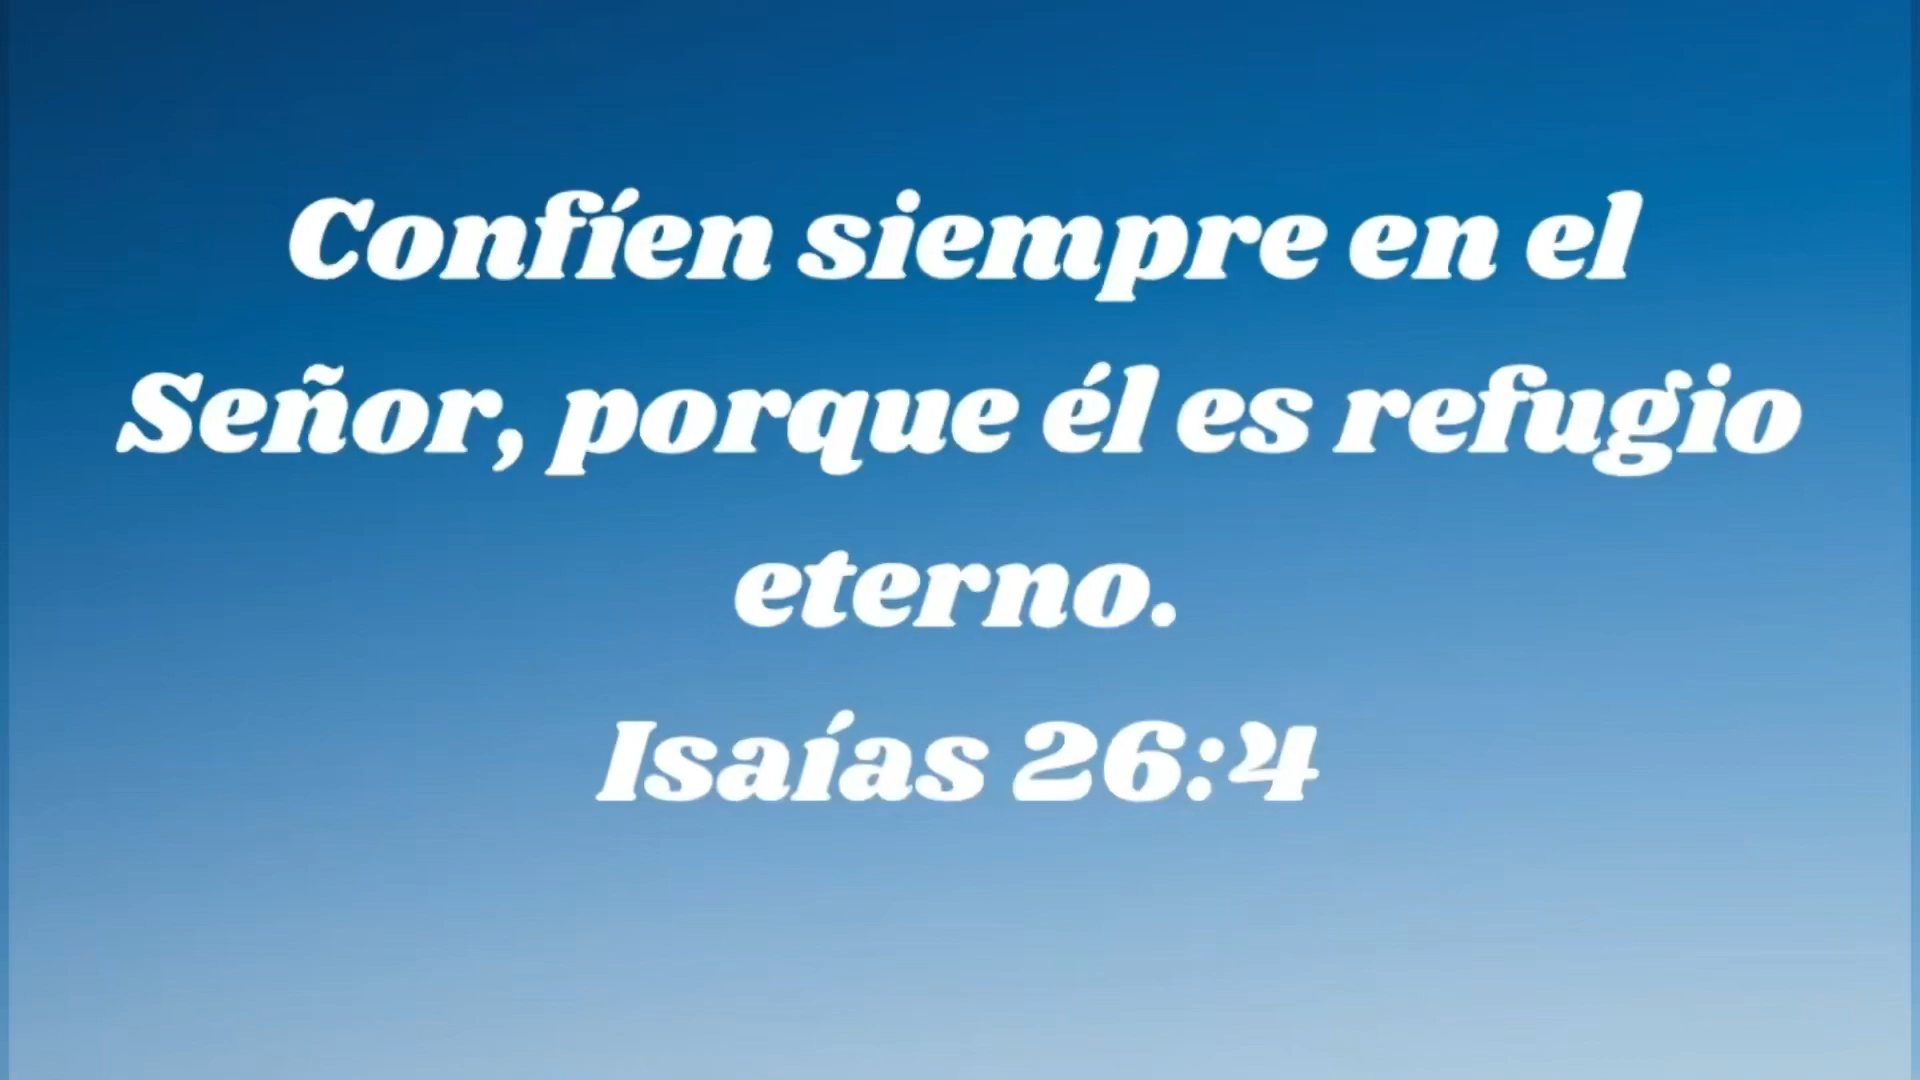 Confíen siempre en el
Señor, porque él es refugio
eterno.
Isaías 26:4